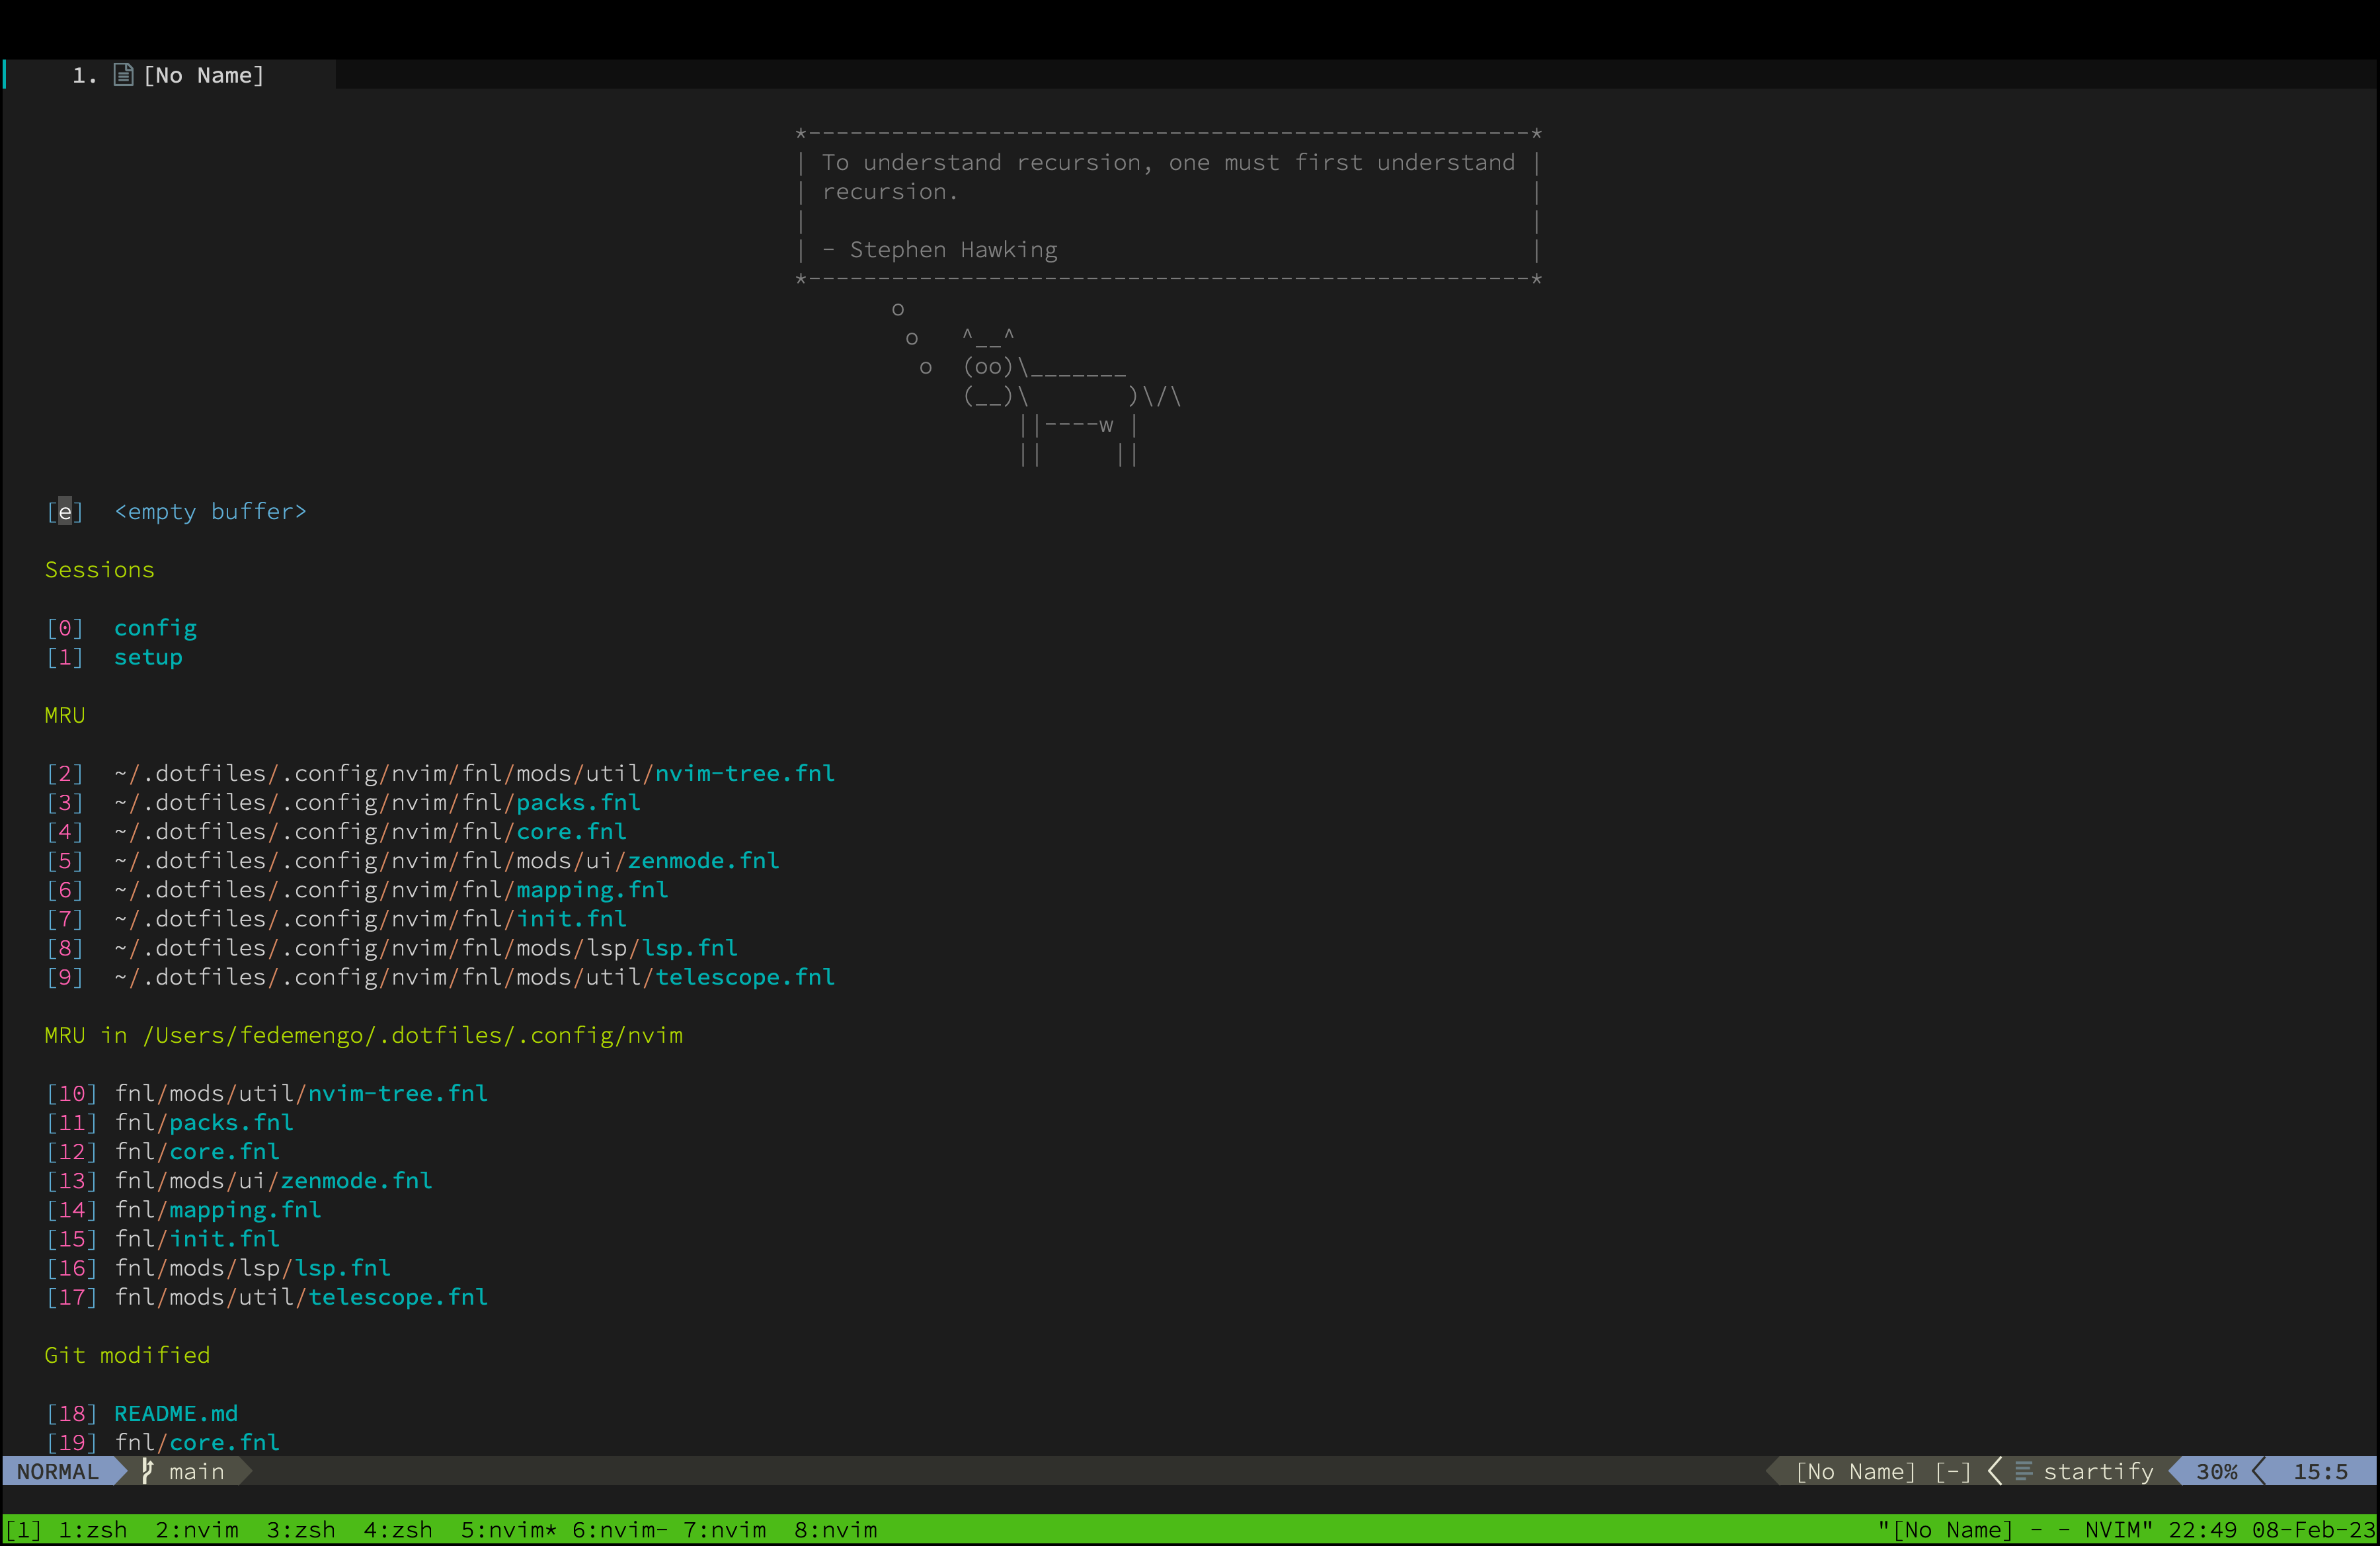 1. [No Name]
*----------------------------------------------------*
| To understand recursion, one must first understand |
| recursion.                                         |
|                                                    |
| - Stephen Hawking                                  |
*----------------------------------------------------*
       o
        o   ^__^
         o  (oo)\_______
            (__)\       )\/\
                ||----w |
                ||     ||
[e]  <empty buffer>
Sessions
[0]  config
[1]  setup
MRU
[2]  ~/.dotfiles/.config/nvim/fnl/mods/util/nvim-tree.fnl
[3]  ~/.dotfiles/.config/nvim/fnl/packs.fnl
[4]  ~/.dotfiles/.config/nvim/fnl/core.fnl
[5]  ~/.dotfiles/.config/nvim/fnl/mods/ui/zenmode.fnl
[6]  ~/.dotfiles/.config/nvim/fnl/mapping.fnl
[7]  ~/.dotfiles/.config/nvim/fnl/init.fnl
[8]  ~/.dotfiles/.config/nvim/fnl/mods/lsp/lsp.fnl
[9]  ~/.dotfiles/.config/nvim/fnl/mods/util/telescope.fnl
MRU in /Users/fedemengo/.dotfiles/.config/nvim
[10] fnl/mods/util/nvim-tree.fnl
[11] fnl/packs.fnl
[12] fnl/core.fnl
[13] fnl/mods/ui/zenmode.fnl
[14] fnl/mapping.fnl
[15] fnl/init.fnl
[16] fnl/mods/lsp/lsp.fnl
[17] fnl/mods/util/telescope.fnl
Git modified
[18] README.md
[19] fnl/core.fnl
NORMAL main [No Name] [-] startify 30% 15:5
[1] 1:zsh  2:nvim  3:zsh  4:zsh  5:nvim* 6:nvim- 7:nvim  8:nvim "[No Name] - - NVIM" 22:49 08-Feb-23